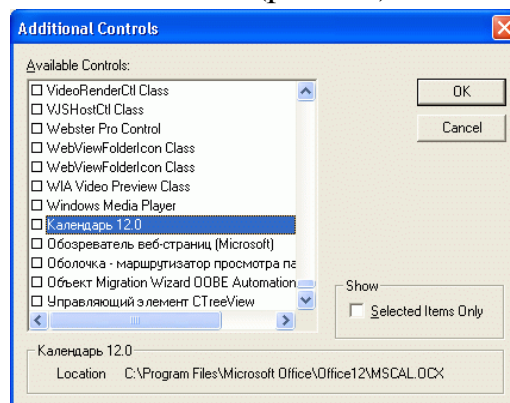 Additional Controls
Available Controls:
VideoRenderCtl Class
VJSHostCtl Class
Webster Pro Control
WebViewFolderIcon Class
WebViewFolderIcon Class
WIA Video Preview Class
Windows Media Player
Календарь 12.0
Обозреватель веб-страниц (Microsoft)
Оболочка - маршрутизатор просмотра па
Объект Migration Wizard OOBE Automation
Управляющий элемент CTreeView
OK
Cancel
Show
Selected Items Only
Календарь 12.0
Location C:\Program Files\Microsoft Office\Office12\MSCAL.OCX